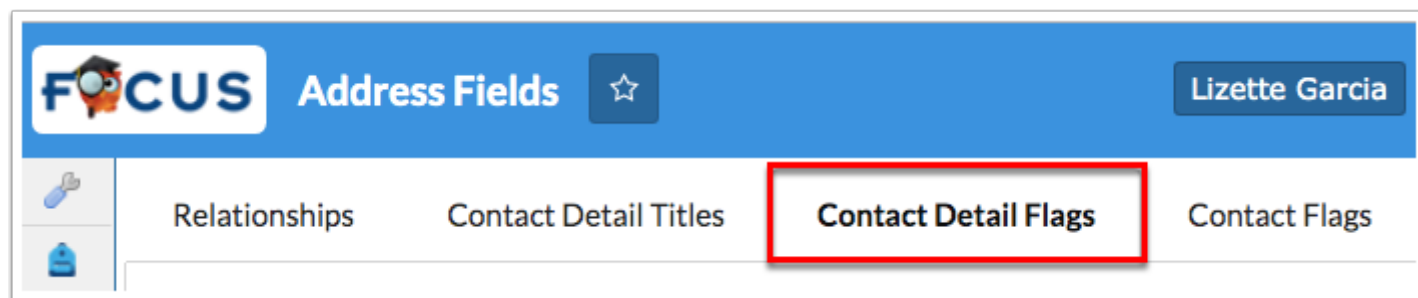 FOCUS Address Fields Lizette Garcia
Relationships Contact Detail Titles Contact Detail Flags Contact Flags